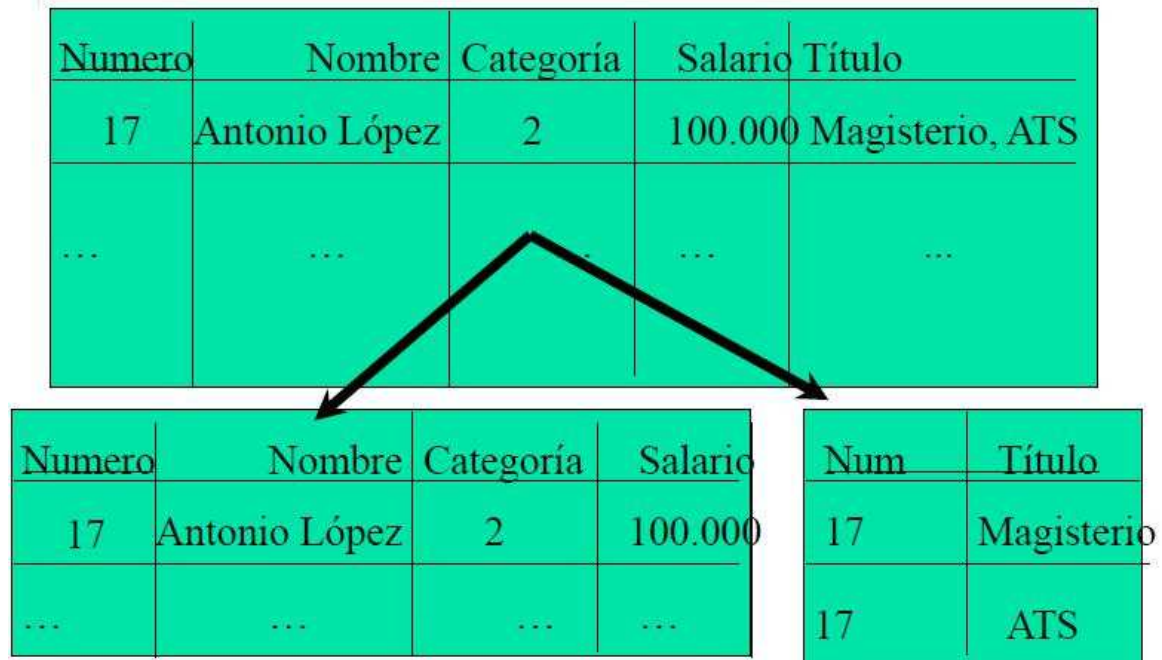 Numero Nombre Categoría Salario Título
17 Antonio López 2 100.000 Magisterio, ATS
... ... ... ... ...
Numero Nombre Categoría Salario
17 Antonio López 2 100.000
... ... ... ...
Num Título
17 Magisterio
17 ATS